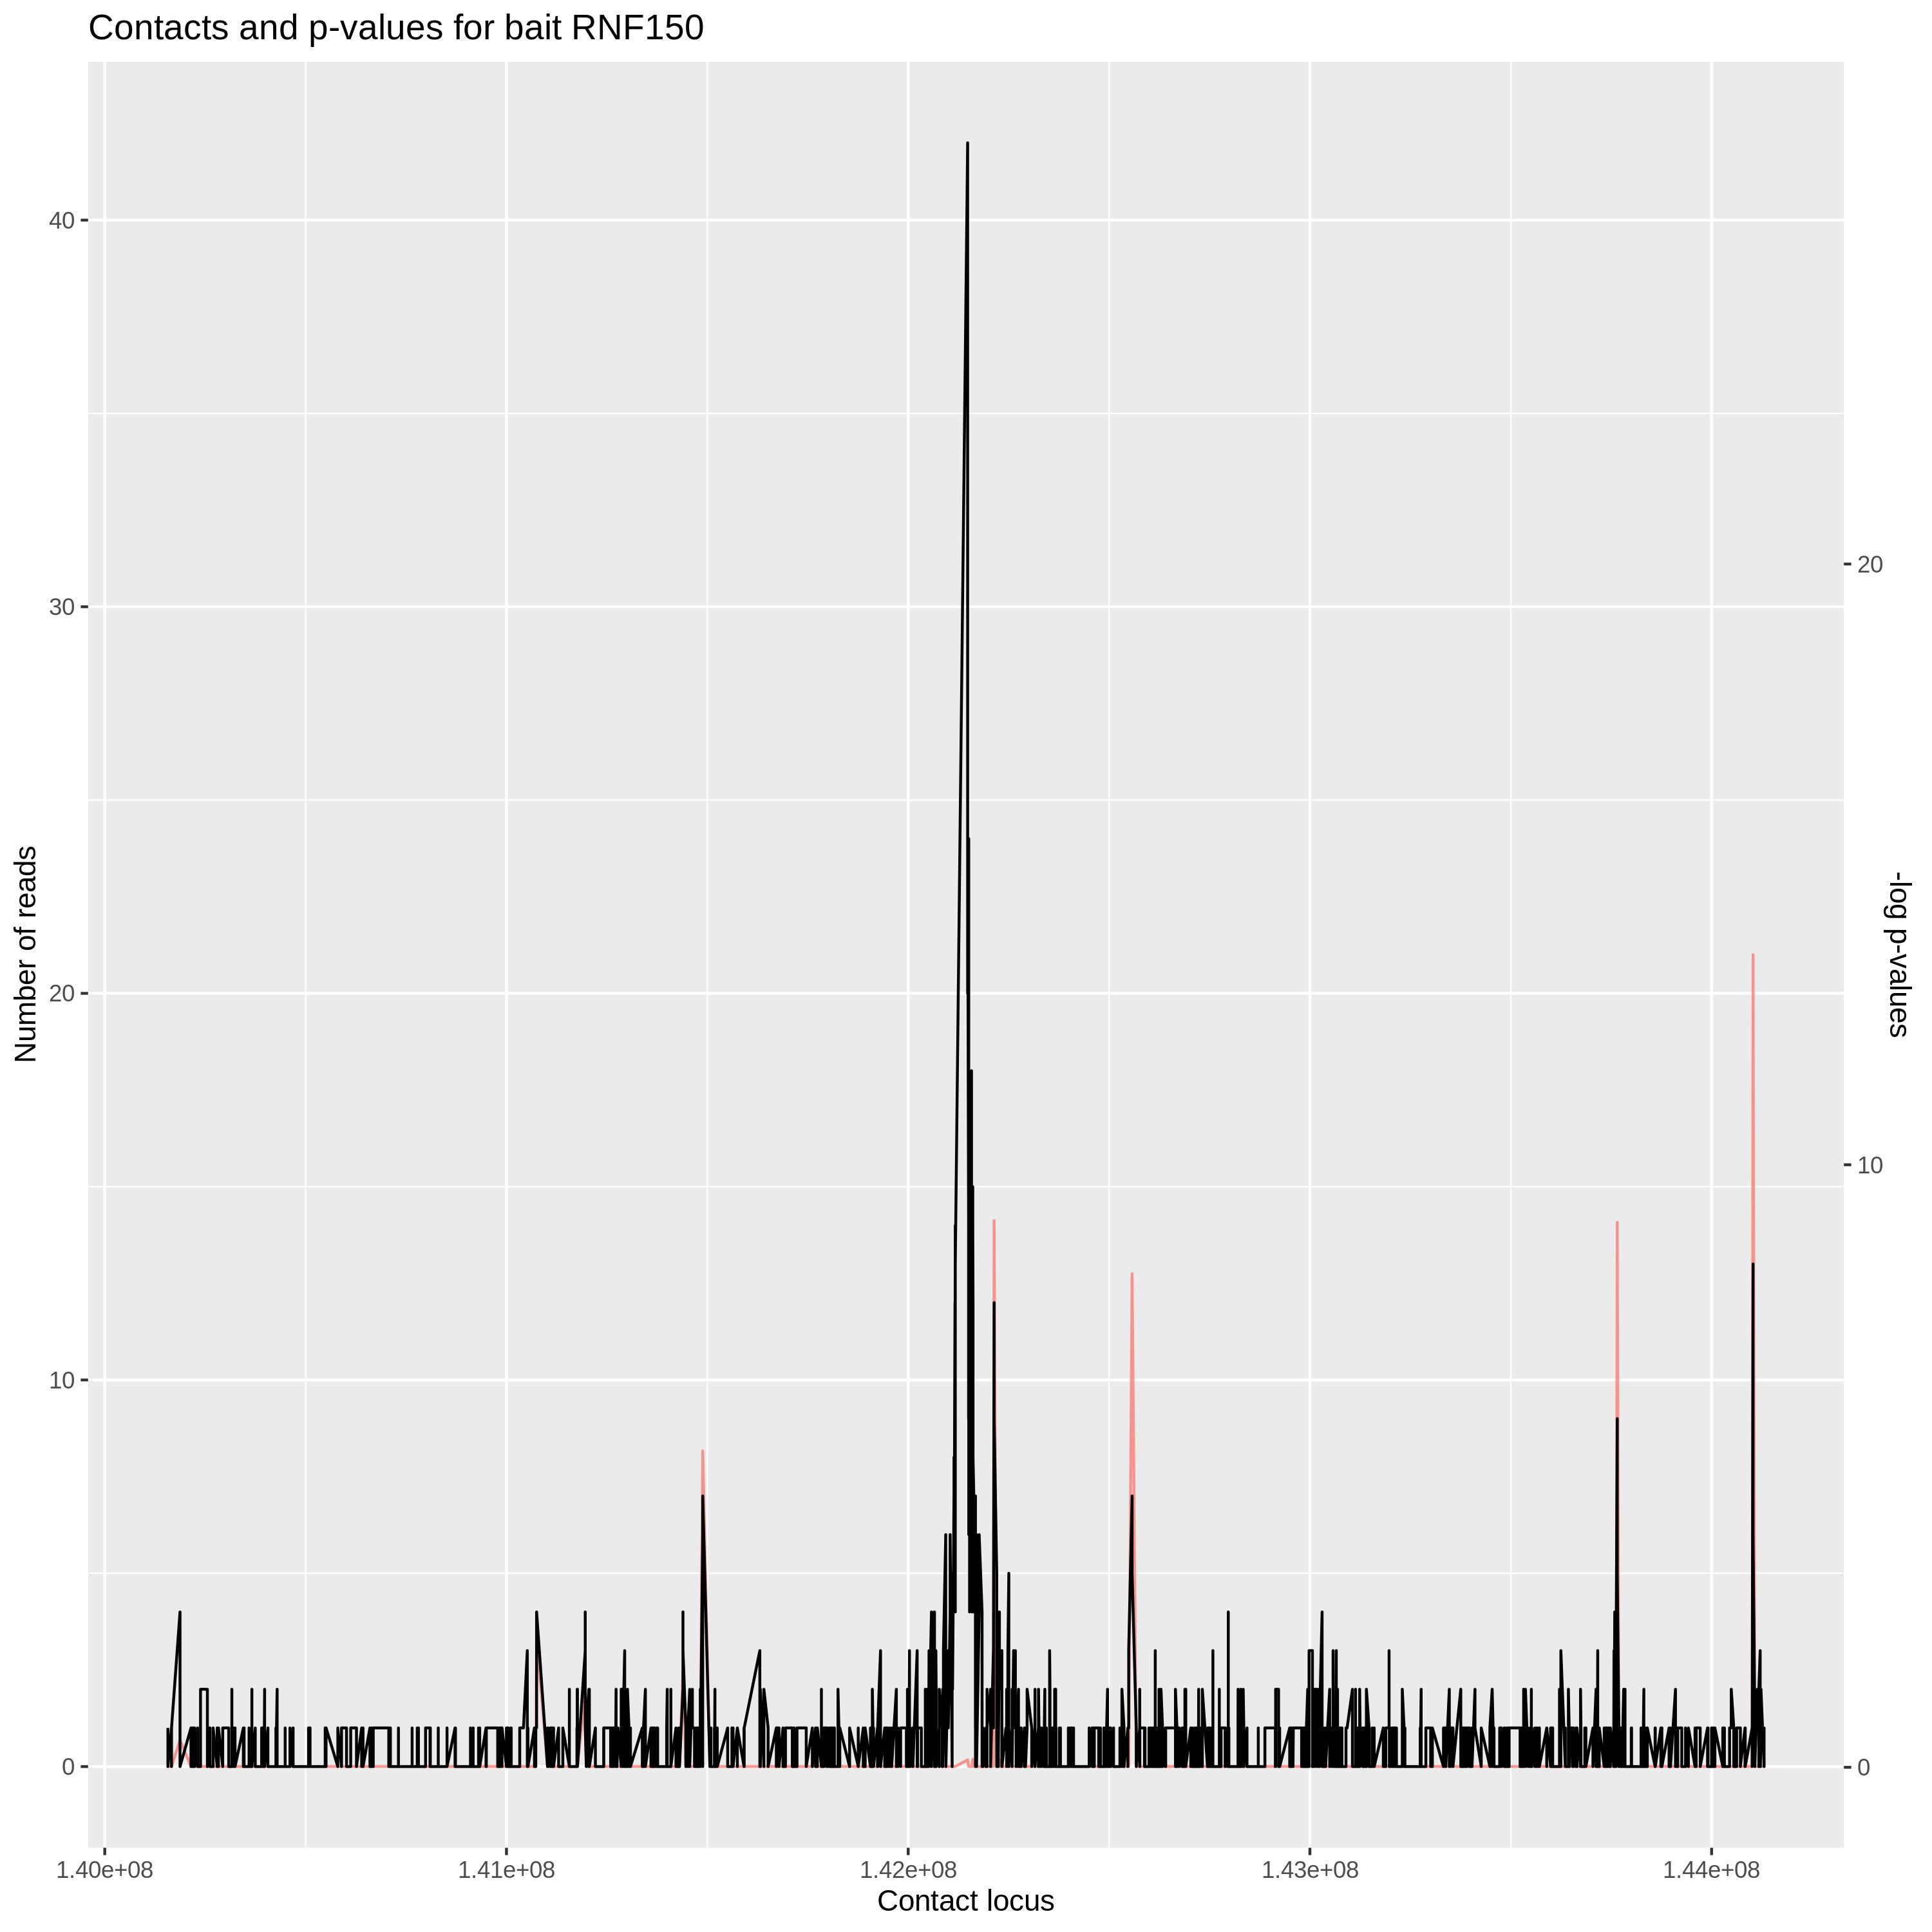 Contacts and p-values for bait RNF150
40
30
20
10
0
Number of reads
20
10
0
-log p-values
1.40e+08 1.41e+08 1.42e+08 1.43e+08 1.44e+08
Contact locus